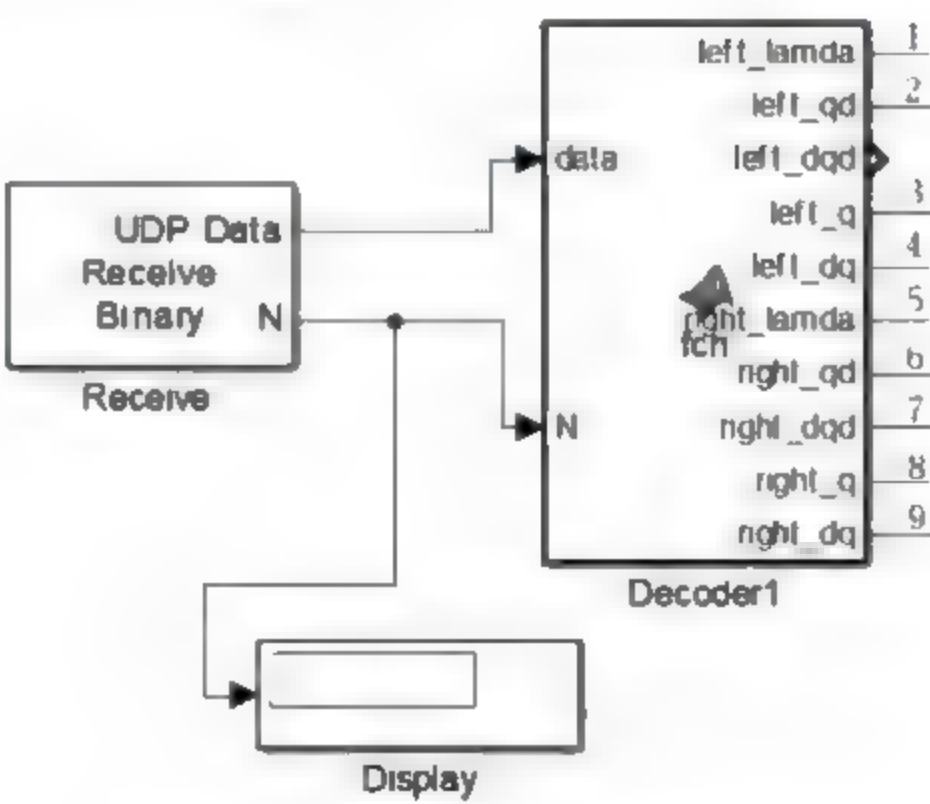 UDP Data
Receive
Binary N
Receive
data
N
left_lamda 1
left_qd 2
left_dqd
left_q 3
left_dq 4
right_lamda 5
fch
right_qd 6
right_dqd 7
right_q 8
right_dq 9
Decoder1
Display